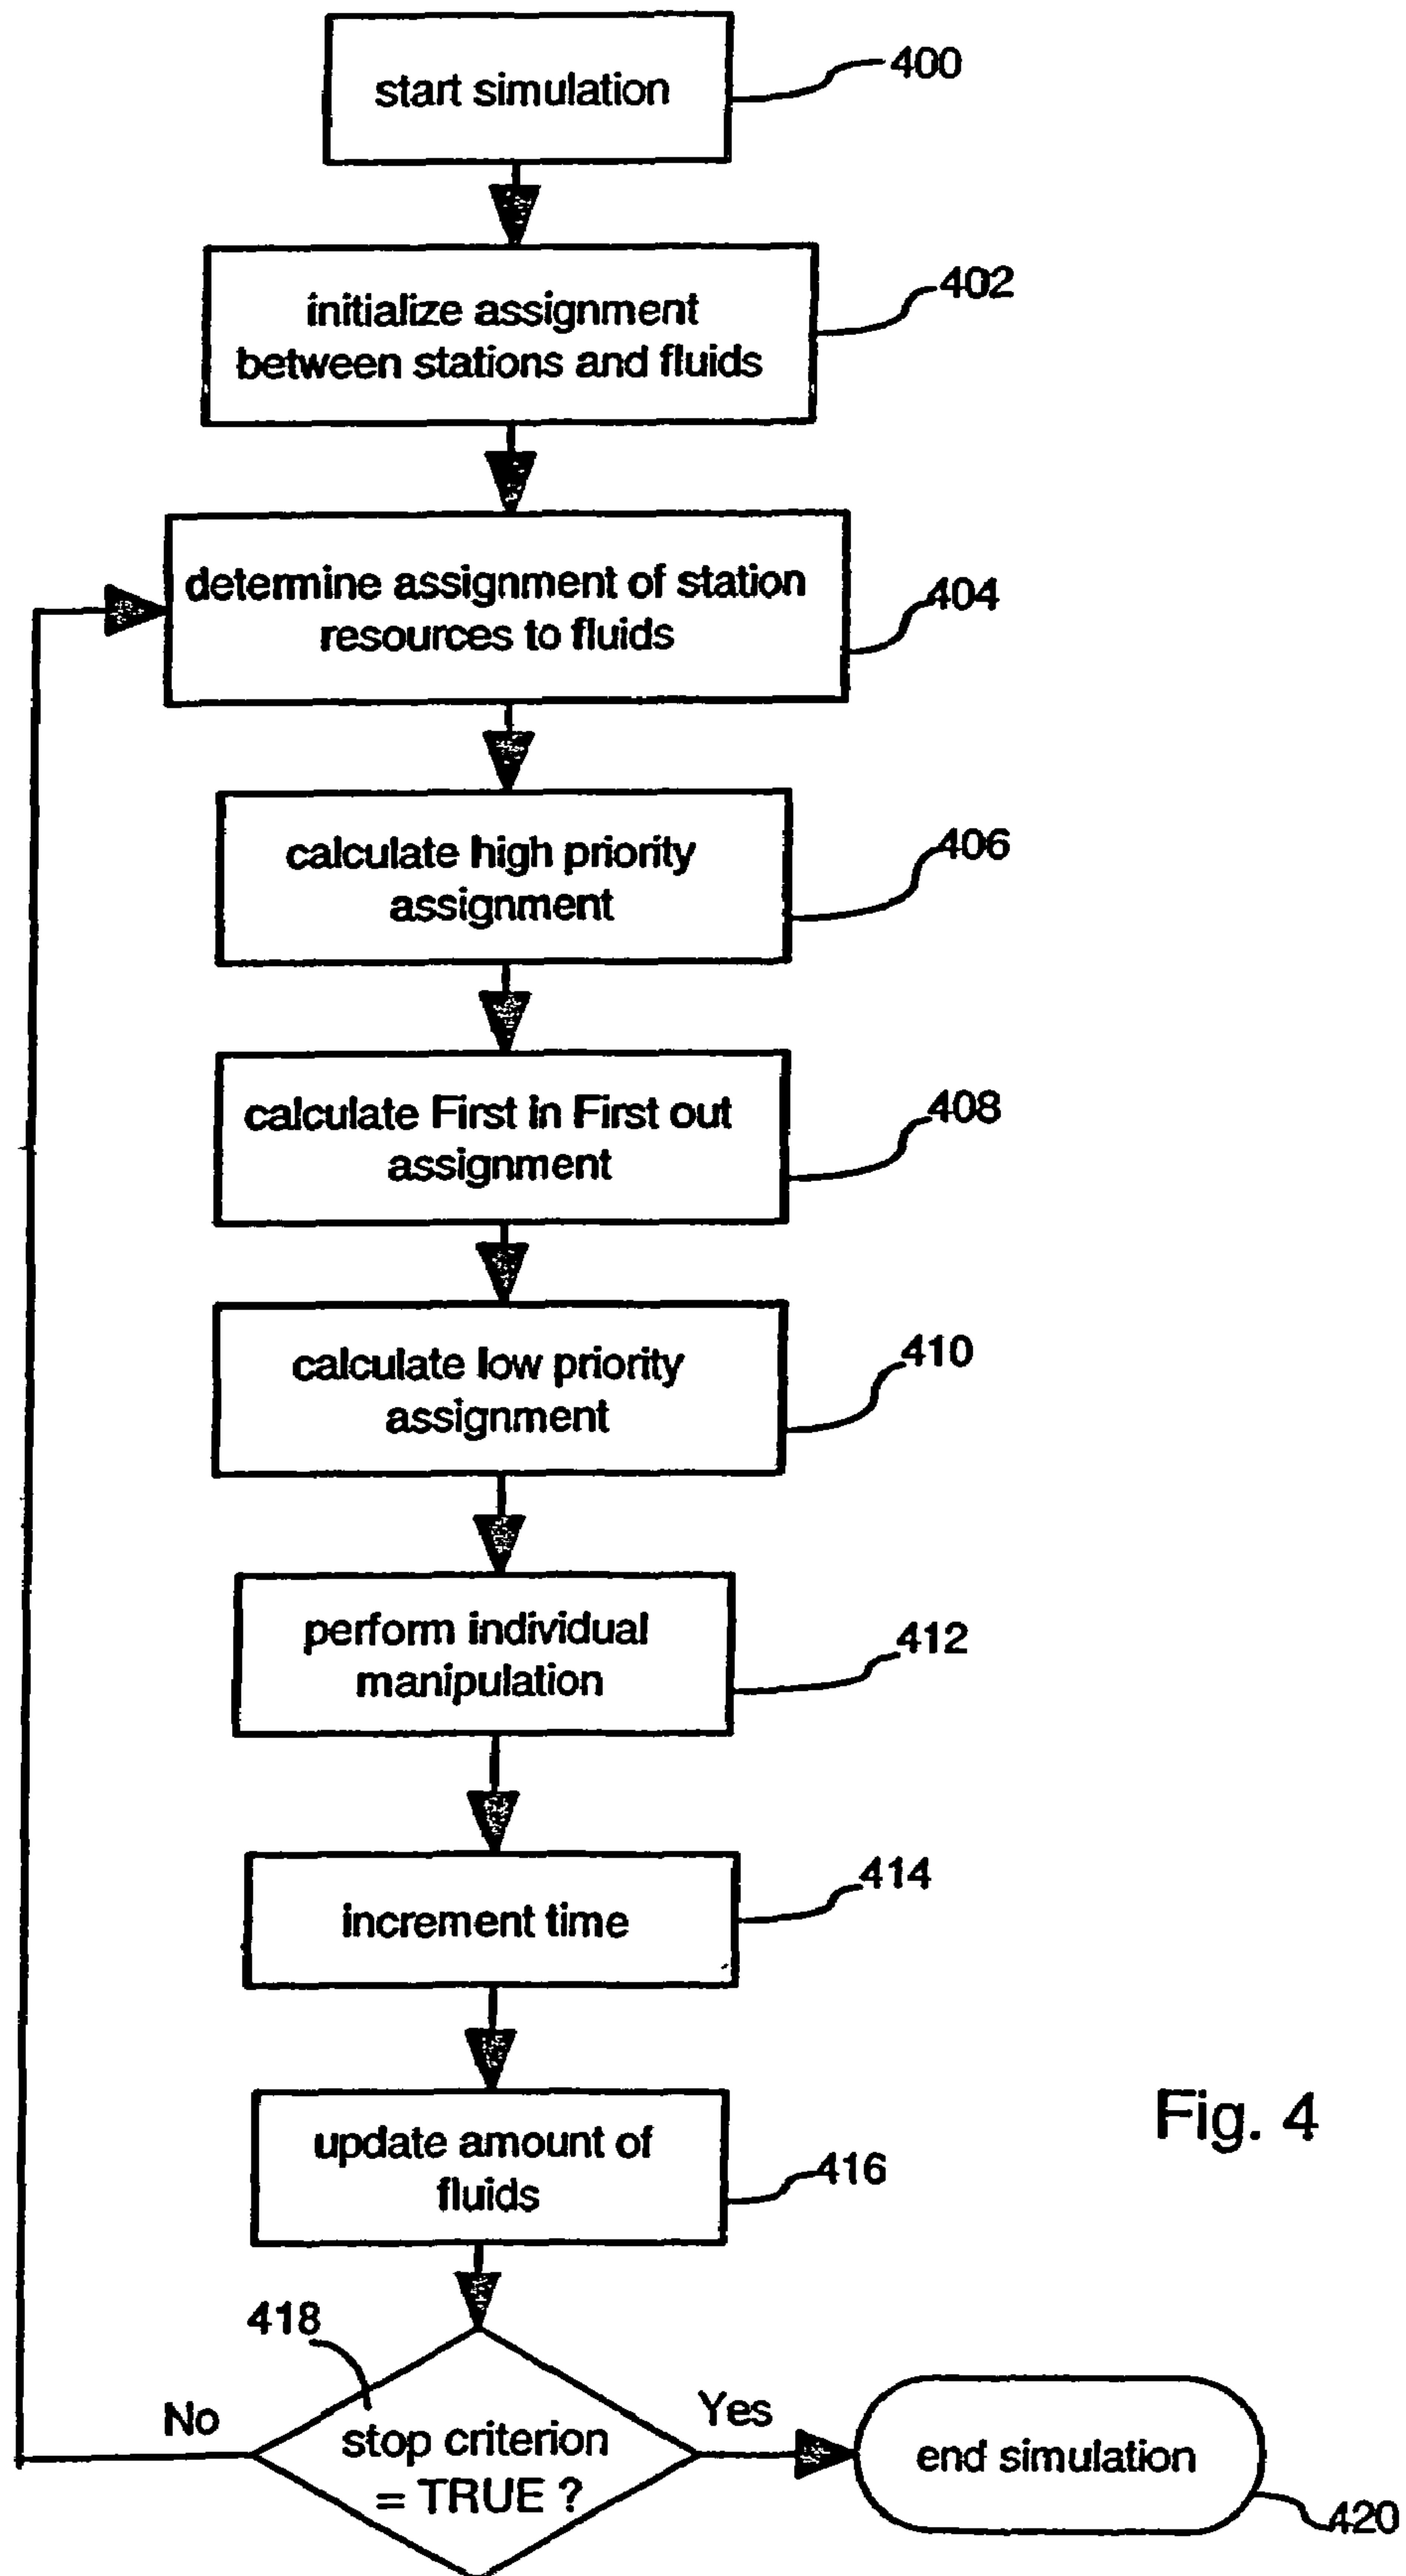 start simulation
400
initialize assignment
between stations and fluids
402
determine assignment of station
resources to fluids
404
calculate high priority
assignment
406
calculate First in First out
assignment
408
calculate low priority
assignment
410
perform individual
manipulation
412
increment time
414
update amount of
fluids
416
Fig. 4
418
No
stop criterion
= TRUE ?
Yes
end simulation
420